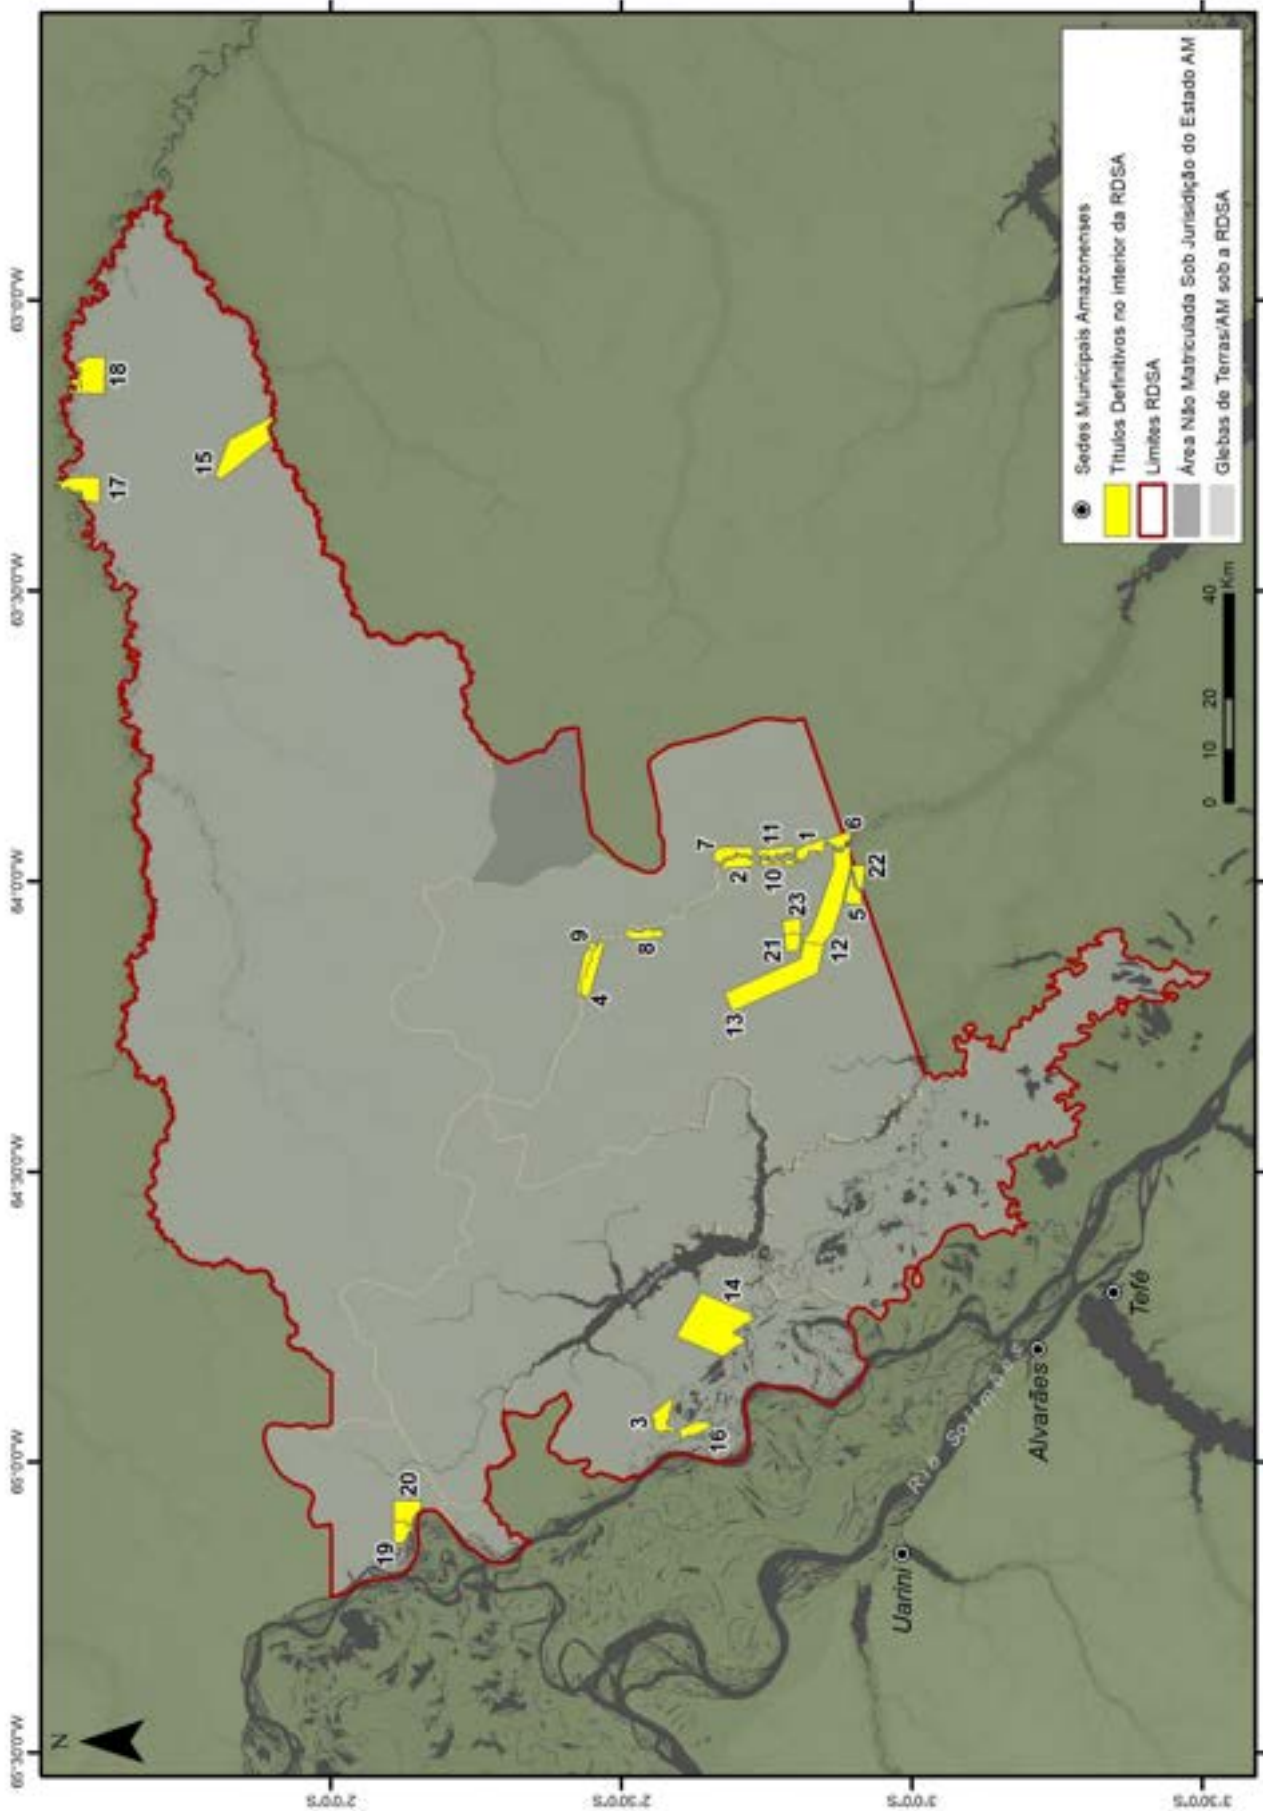 65°30'0"W
65°0'0"W
64°30'0"W
64°0'0"W
63°30'0"W
63°0'0"W
N
2°0'0"S
2°30'0"S
3°0'0"S
3°30'0"S
17
18
15
19
20
9
4
8
7
2
11
10
1
6
3
16
14
13
21
23
12
5
22
Rio Solimões
Uarini
Alvarães
Tefé
0 10 20 40
Km
Sedes Municipais Amazonenses
Títulos Definitivos no interior da RDSA
Limites RDSA
Área Não Matriculada Sob Jurisidição do Estado AM
Glebas de Terras/AM sob a RDSA